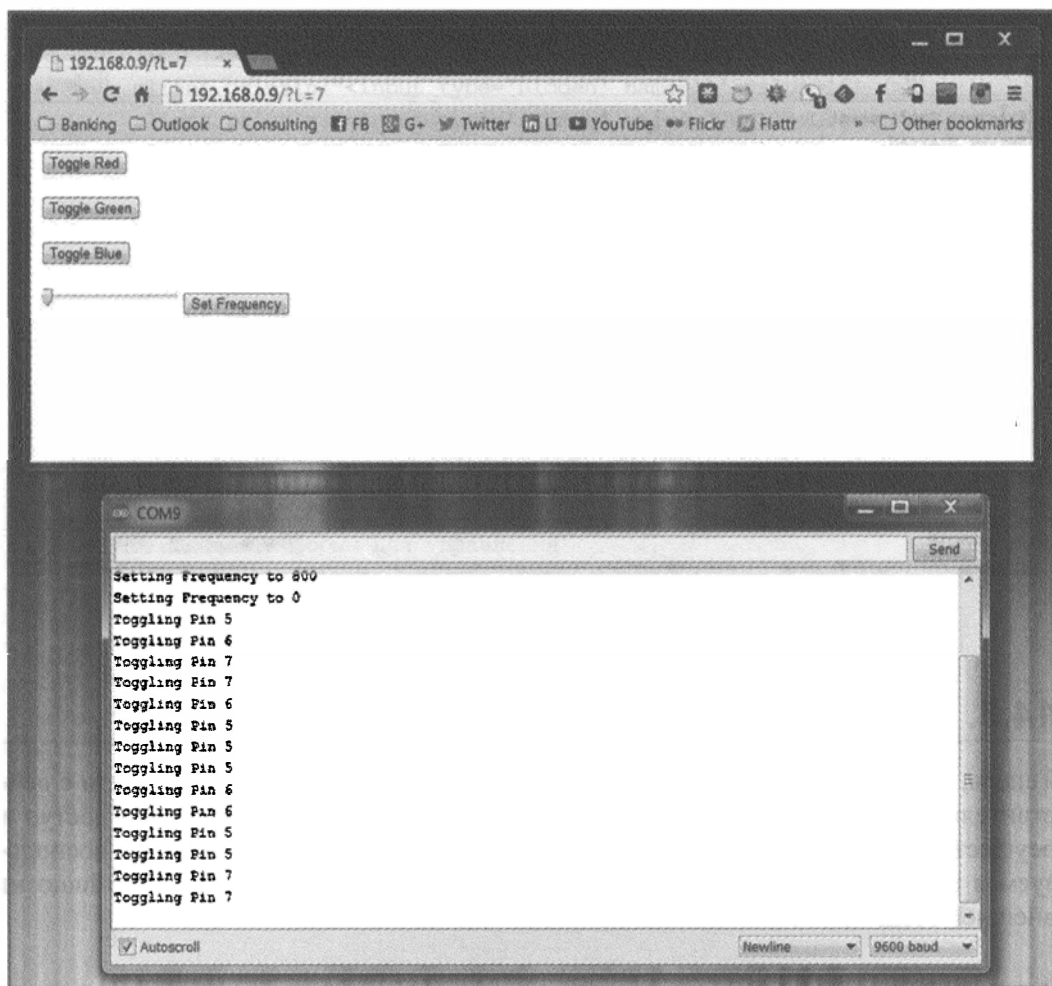 192.168.0.9/?L=7
192.168.0.9/?L=7
Banking Outlook Consulting FB G+ Twitter LI YouTube Flickr Flattr » Other bookmarks
Toggle Red
Toggle Green
Toggle Blue
Set Frequency
COM9
Send
Setting Frequency to 800
Setting Frequency to 0
Toggling Pin 5
Toggling Pin 6
Toggling Pin 7
Toggling Pin 7
Toggling Pin 6
Toggling Pin 5
Toggling Pin 5
Toggling Pin 5
Toggling Pin 6
Toggling Pin 6
Toggling Pin 5
Toggling Pin 5
Toggling Pin 7
Toggling Pin 7
Autoscroll
Newline 9600 baud